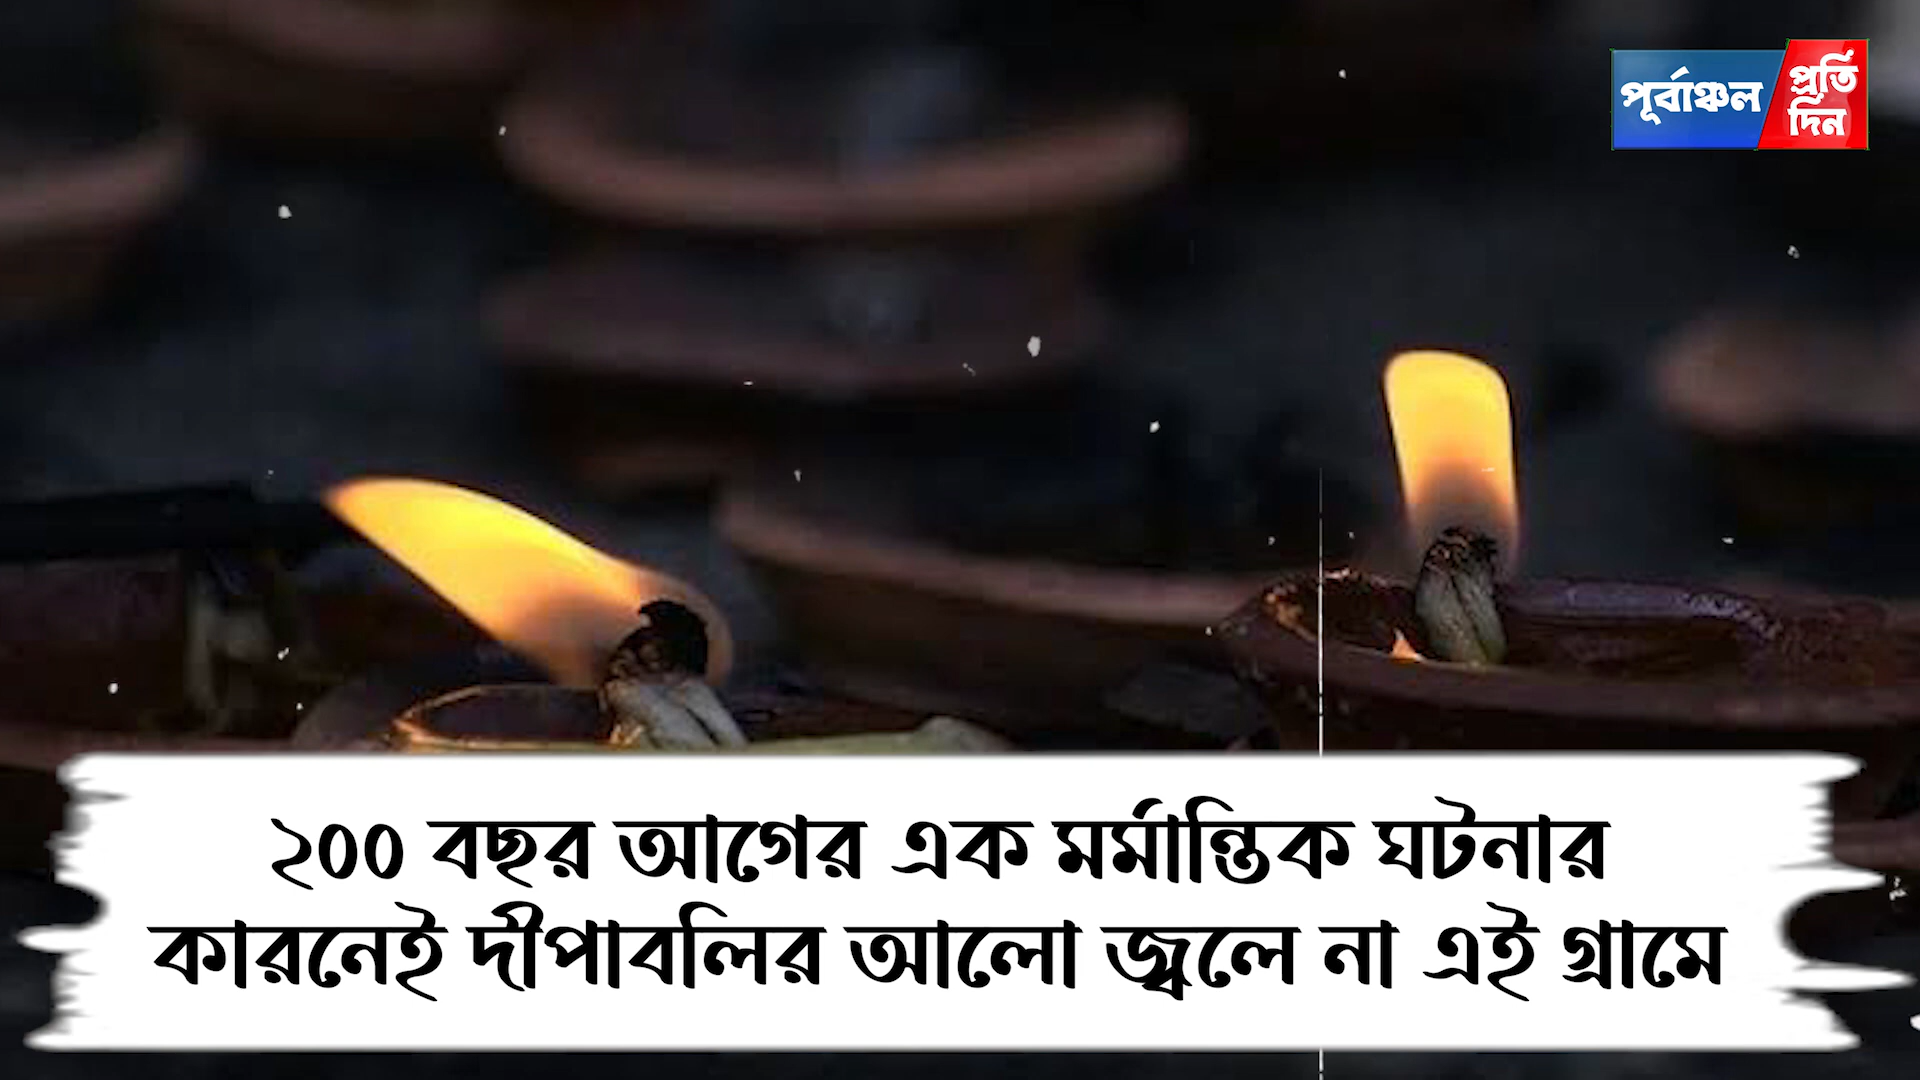 পূর্বাঞ্চল প্রতি দিন
২০০ বছর আগের এক মর্মান্তিক ঘটনার
কারনেই দীপাবলির আলো জ্বলে না এই গ্রামে